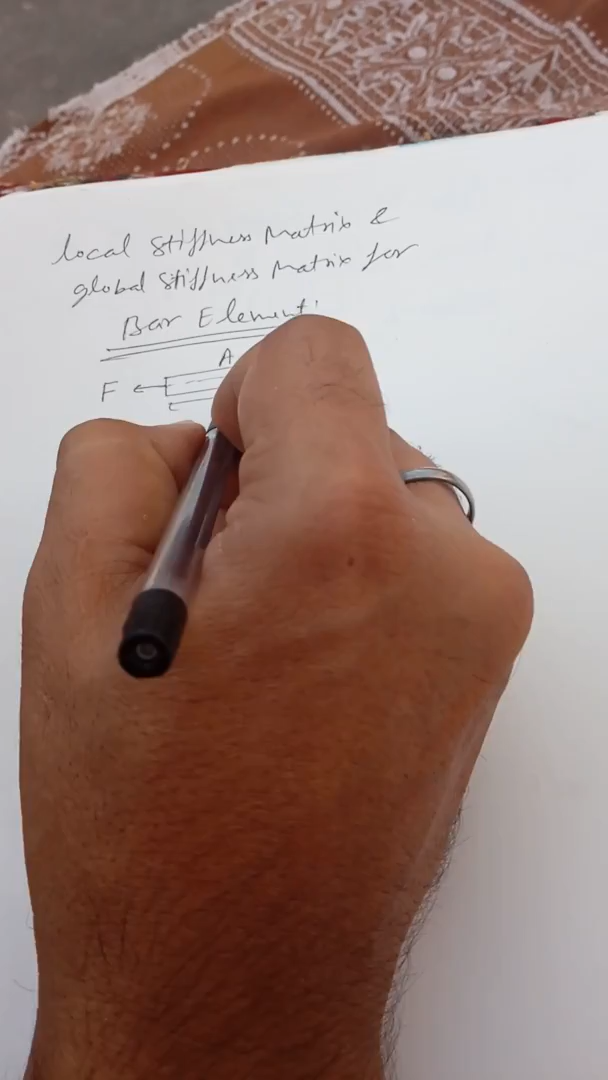 local stiffness Matrix &
global stiffness Matrix for
Bar Element:
A
F